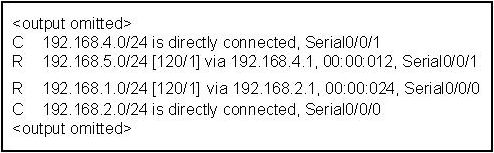 <output omitted>
C 192.168.4.0/24 is directly connected, Serial0/0/1
R 192.168.5.0/24 [120/1] via 192.168.4.1, 00:00:012, Serial0/0/1
R 192.168.1.0/24 [120/1] via 192.168.2.1, 00:00:024, Serial0/0/0
C 192.168.2.0/24 is directly connected, Serial0/0/0
<output omitted>